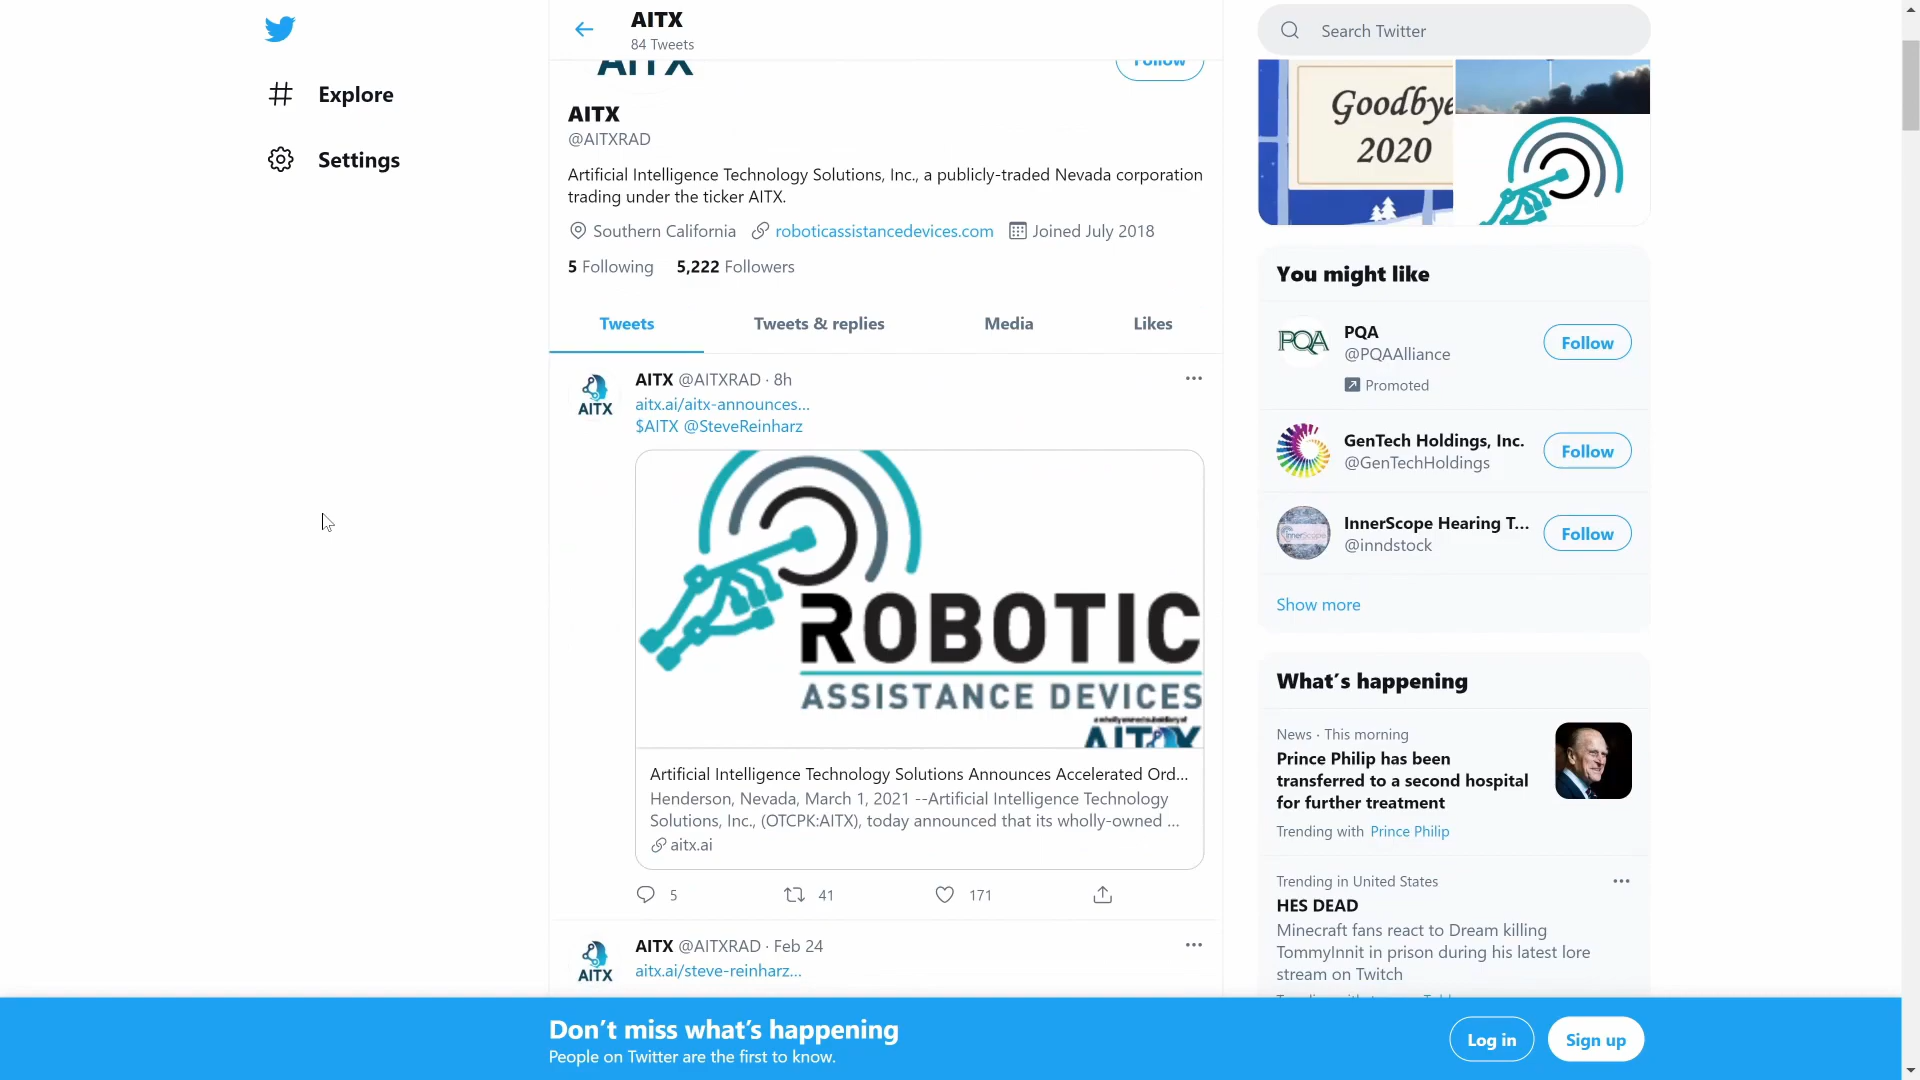 AITX
84 Tweets
Explore
Settings
Search Twitter
AITX
Follow
Goodbye
2020
AITX
@AITXRAD
Artificial Intelligence Technology Solutions, Inc., a publicly-traded Nevada corporation
trading under the ticker AITX.
Southern California roboticassistancedevices.com Joined July 2018
5 Following 5,222 Followers
Tweets Tweets & replies Media Likes
AITX @AITXRAD · 8h
aitx.ai/aitx-announces...
$AITX @SteveReinharz
AITX
ROBOTIC
ASSISTANCE DEVICES
a wholly owned subsidiary of
AITX
Artificial Intelligence Technology Solutions Announces Accelerated Ord...
Henderson, Nevada, March 1, 2021 --Artificial Intelligence Technology
Solutions, Inc., (OTCPK:AITX), today announced that its wholly-owned ...
aitx.ai
5 41 171
AITX @AITXRAD · Feb 24
aitx.ai/steve-reinharz...
AITX
You might like
PQA
PQA
@PQAAlliance
Promoted
Follow
GenTech Holdings, Inc.
@GenTechHoldings
Follow
InnerScope
InnerScope Hearing T...
@inndstock
Follow
Show more
What's happening
News · This morning
Prince Philip has been
transferred to a second hospital
for further treatment
Trending with Prince Philip
Trending in United States
HES DEAD
Minecraft fans react to Dream killing
TommyInnit in prison during his latest lore
stream on Twitch
Don't miss what's happening
People on Twitter are the first to know.
Log in
Sign up